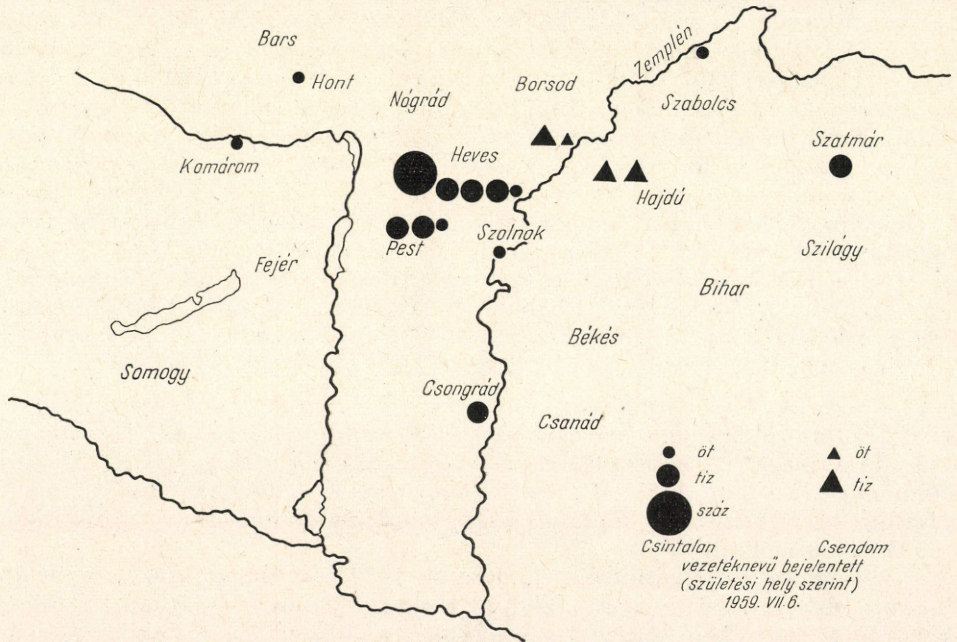 Bars
Hont
Nógrád
Borsod
Zemplén
Szabolcs
Komárom
Heves
Szatmár
Hajdú
Pest
Szolnok
Fejér
Szilágy
Bihar
Békés
Somogy
Csongrád
Csanád
öt öt
tíz tíz
száz
Csintalan Csendom
vezetéknevű bejelentett
(születési hely szerint)
1959. VII. 6.